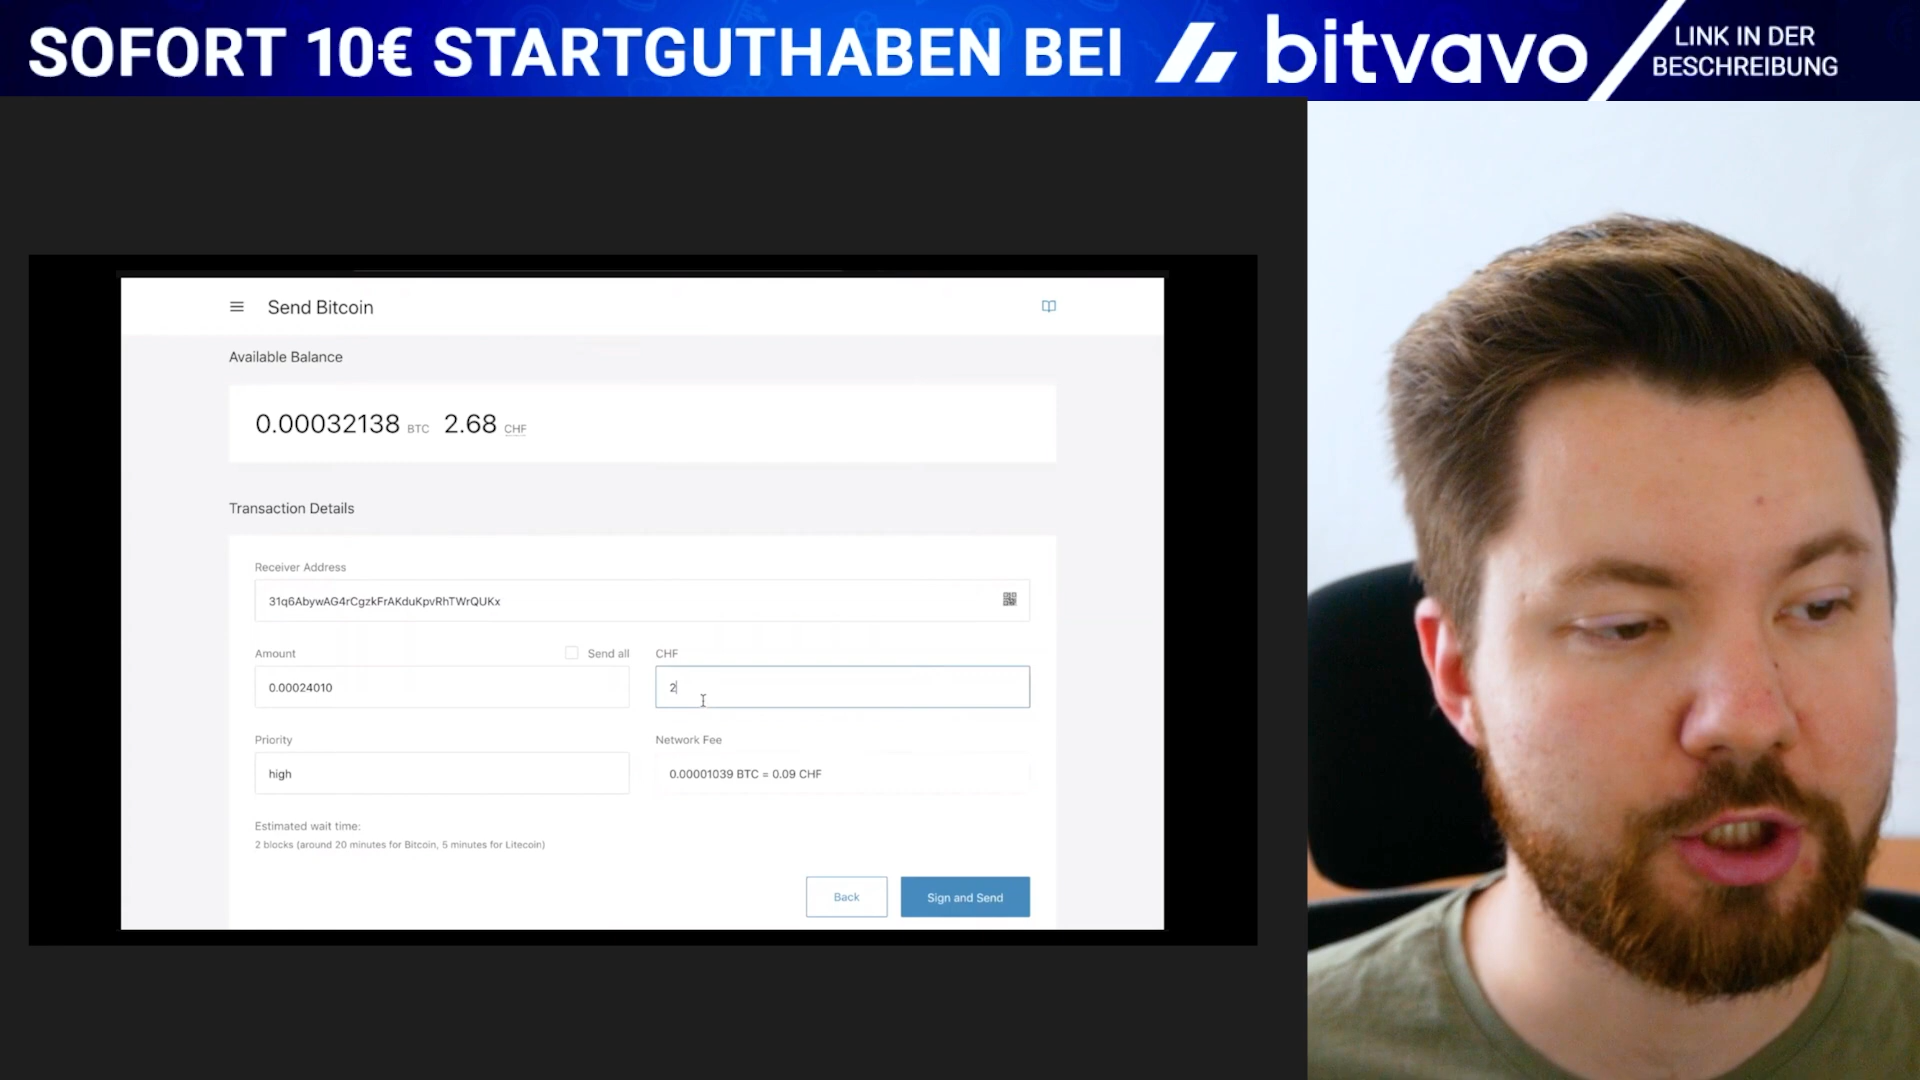 SOFORT 10€ STARTGUTHABEN BEI bitvavo
LINK IN DER
BESCHREIBUNG
Send Bitcoin
Available Balance
0.00032138 BTC 2.68 CHF
Transaction Details
Receiver Address
31q6AbywAG4rCgzkFrAKduKpvRhTWrQUKx
Amount
Send all
CHF
0.00024010
2
Priority
Network Fee
high
0.00001039 BTC = 0.09 CHF
Estimated wait time:
2 blocks (around 20 minutes for Bitcoin, 5 minutes for Litecoin)
Back
Sign and Send